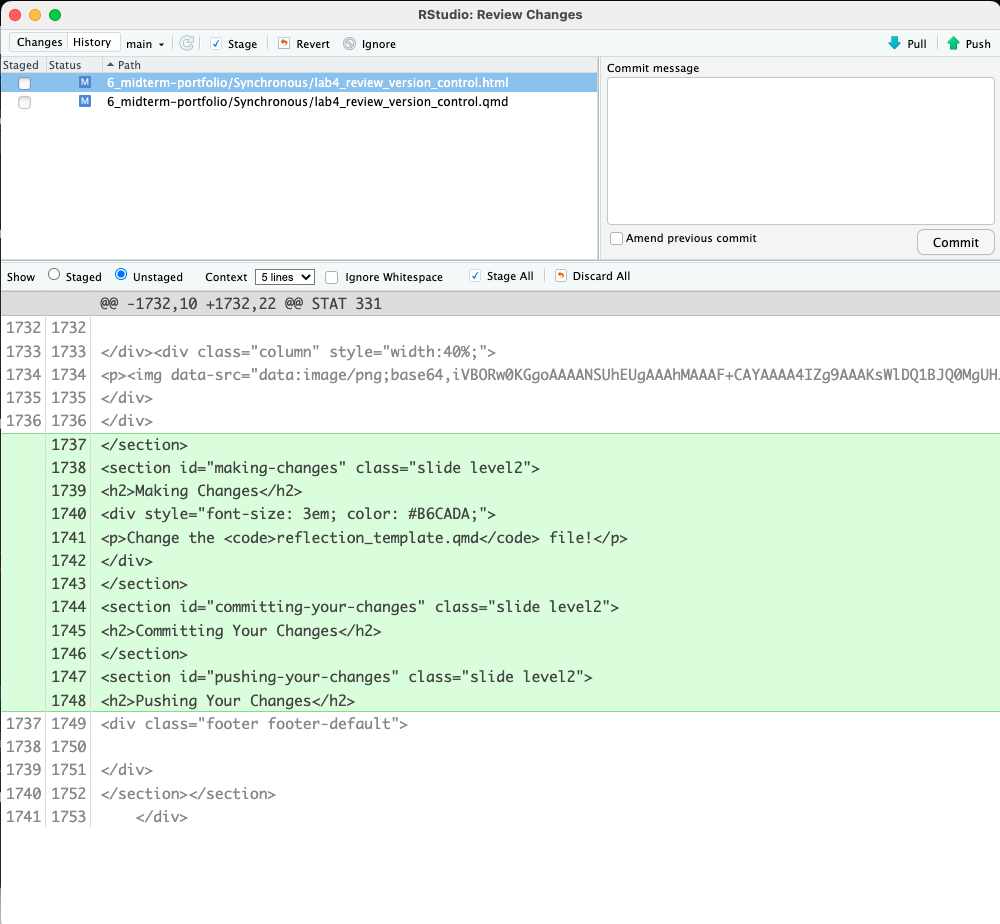 RStudio: Review Changes
Changes History main Stage Revert Ignore Pull Push
Staged Status Path
M 6_midterm-portfolio/Synchronous/lab4_review_version_control.html
M 6_midterm-portfolio/Synchronous/lab4_review_version_control.qmd
Commit message
Amend previous commit
Commit
Show Staged Unstaged Context 5 lines Ignore Whitespace Stage All Discard All
@@ -1732,10 +1732,22 @@ STAT 331
1732 1732
1733 1733 </div><div class="column" style="width:40%;">
1734 1734 <p><img data-src="data:image/png;base64,iVBORw0KGgoAAAANSUhEUgAAAhMAAAF+CAYAAAA4IZg9AAAKsWlDQ1BJQ0MgUHJ
1735 1735 </div>
1736 1736 </div>
1737 </section>
1738 <section id="making-changes" class="slide level2">
1739 <h2>Making Changes</h2>
1740 <div style="font-size: 3em; color: #B6CADA;">
1741 <p>Change the <code>reflection_template.qmd</code> file!</p>
1742 </div>
1743 </section>
1744 <section id="committing-your-changes" class="slide level2">
1745 <h2>Committing Your Changes</h2>
1746 </section>
1747 <section id="pushing-your-changes" class="slide level2">
1748 <h2>Pushing Your Changes</h2>
1737 1749 <div class="footer footer-default">
1738 1750
1739 1751 </div>
1740 1752 </section></section>
1741 1753 </div>